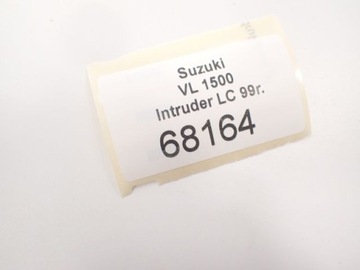 Suzuki
VL 1500
Intruder LC 99r.
68164